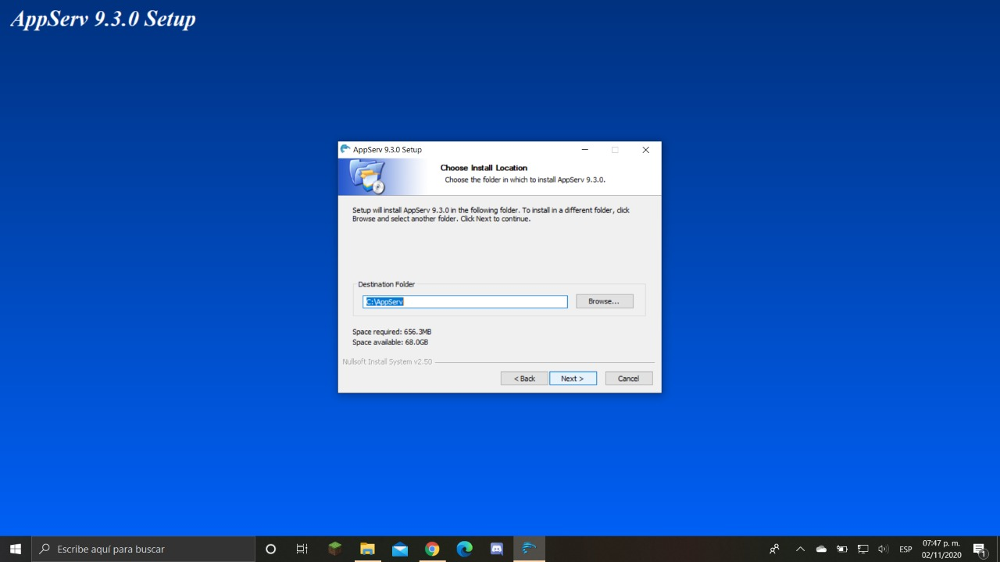 AppServ 9.3.0 Setup
AppServ 9.3.0 Setup
Choose Install Location
Choose the folder in which to install AppServ 9.3.0.
Setup will install AppServ 9.3.0 in the following folder. To install in a different folder, click
Browse and select another folder. Click Next to continue.
Destination Folder
C:\AppServ
Browse...
Space required: 656.3MB
Space available: 68.0GB
Nullsoft Install System v2.50
< Back
Next >
Cancel
Escribe aquí para buscar
ESP
07:47 p. m.
02/11/2020
1